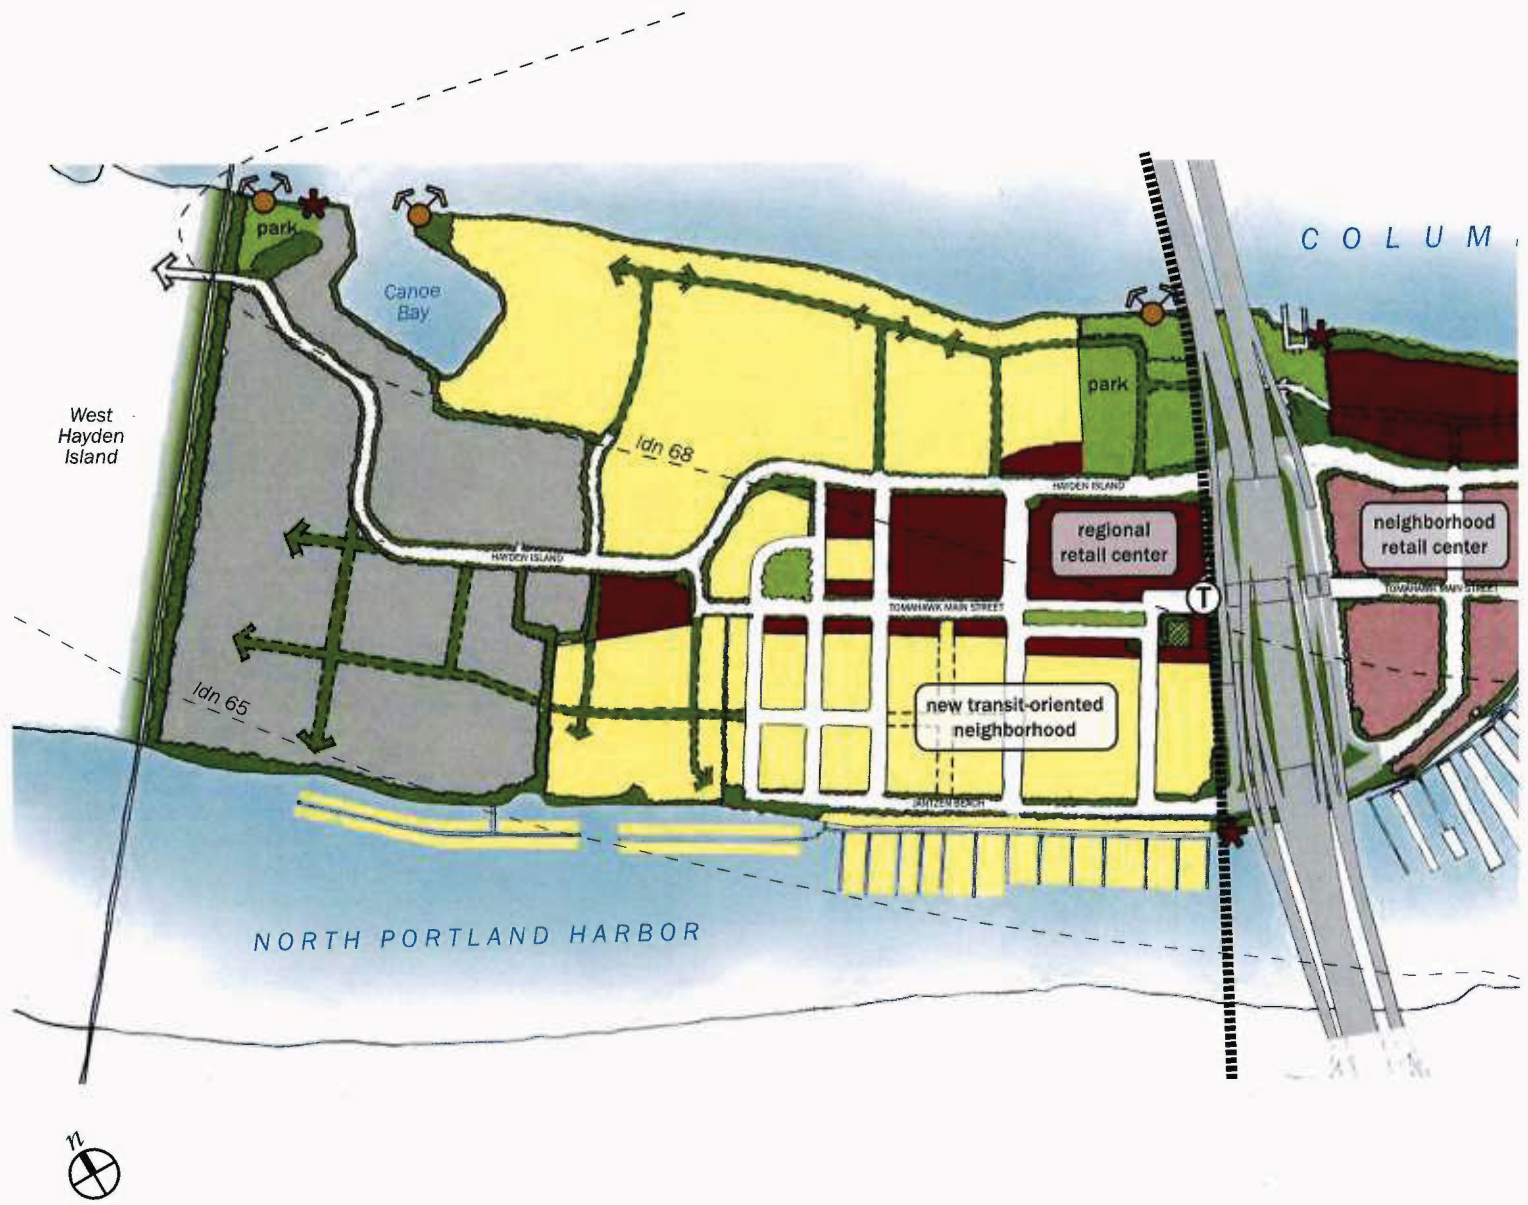 park
COLUM
Canoe
Bay
park
West
Hayden
Island
ldn 68
HAYDEN ISLAND
regional
retail center
neighborhood
retail center
HAYDEN ISLAND
T
TOMAHAWK MAIN STREET
TOMAHAWK MAIN STREET
ldn 65
new transit-oriented
neighborhood
JANTZEN BEACH
NORTH PORTLAND HARBOR
n